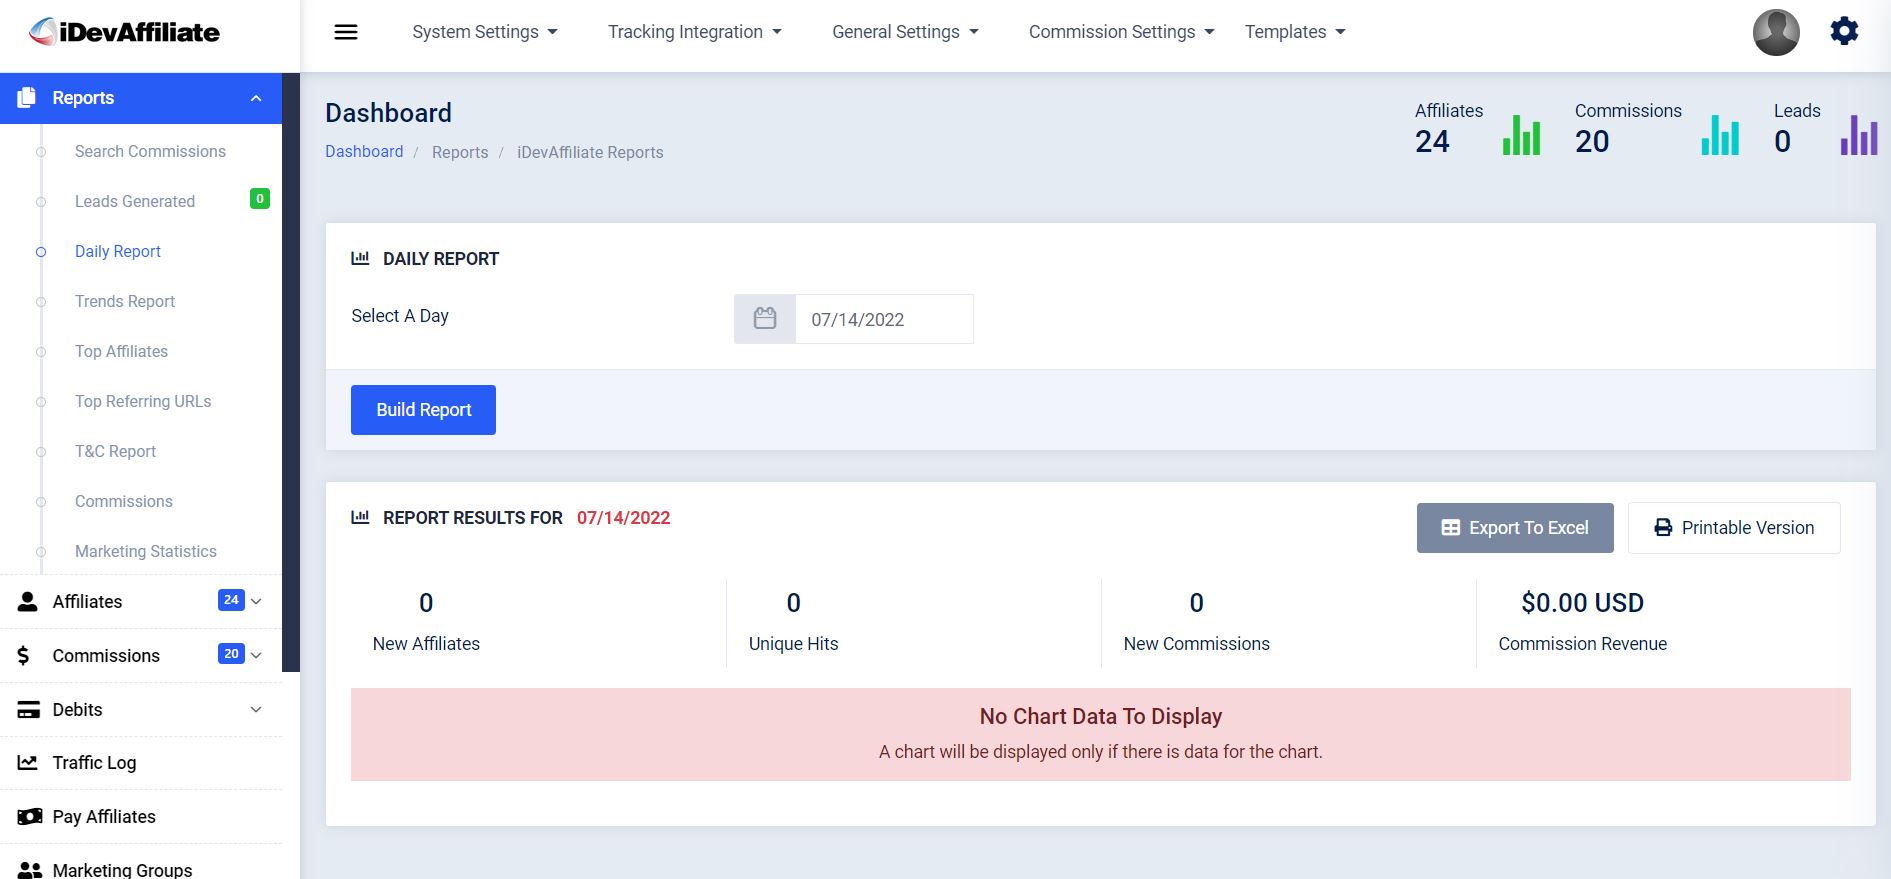 iDevAffiliate
System Settings
Tracking Integration
General Settings
Commission Settings
Templates
Reports
Search Commissions
Leads Generated 0
Daily Report
Trends Report
Top Affiliates
Top Referring URLs
T&C Report
Commissions
Marketing Statistics
Affiliates 24
Commissions 20
Debits
Traffic Log
Pay Affiliates
Marketing Groups
Dashboard
Dashboard / Reports / iDevAffiliate Reports
Affiliates
24
Commissions
20
Leads
0
DAILY REPORT
Select A Day
07/14/2022
Build Report
REPORT RESULTS FOR 07/14/2022
Export To Excel
Printable Version
0
New Affiliates
0
Unique Hits
0
New Commissions
$0.00 USD
Commission Revenue
No Chart Data To Display
A chart will be displayed only if there is data for the chart.